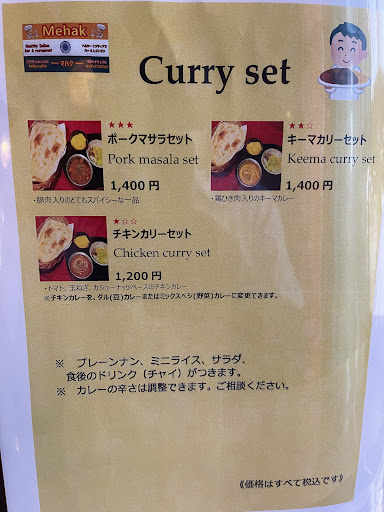 Mehak
Healthy Indian
bar & restaurant
マハク
Curry set
★★★
ポークマサラセット
Pork masala set
1,400 円
・豚肉入りのとてもスパイシーな一品
★★☆
キーマカリーセット
Keema curry set
1,400 円
・鶏ひき肉入りのキーマカレー
★☆☆
チキンカリーセット
Chicken curry set
1,200 円
・トマト、玉ねぎ、カシューナッツベースのチキンカレー
※チキンカレーを、ダル(豆)カレーまたはミックスベジ(野菜)カレーに変更できます。
※ プレーンナン、ミニライス、サラダ、
食後のドリンク(チャイ)がつきます。
※ カレーの辛さは調整できます。ご相談ください。
《価格はすべて税込です》